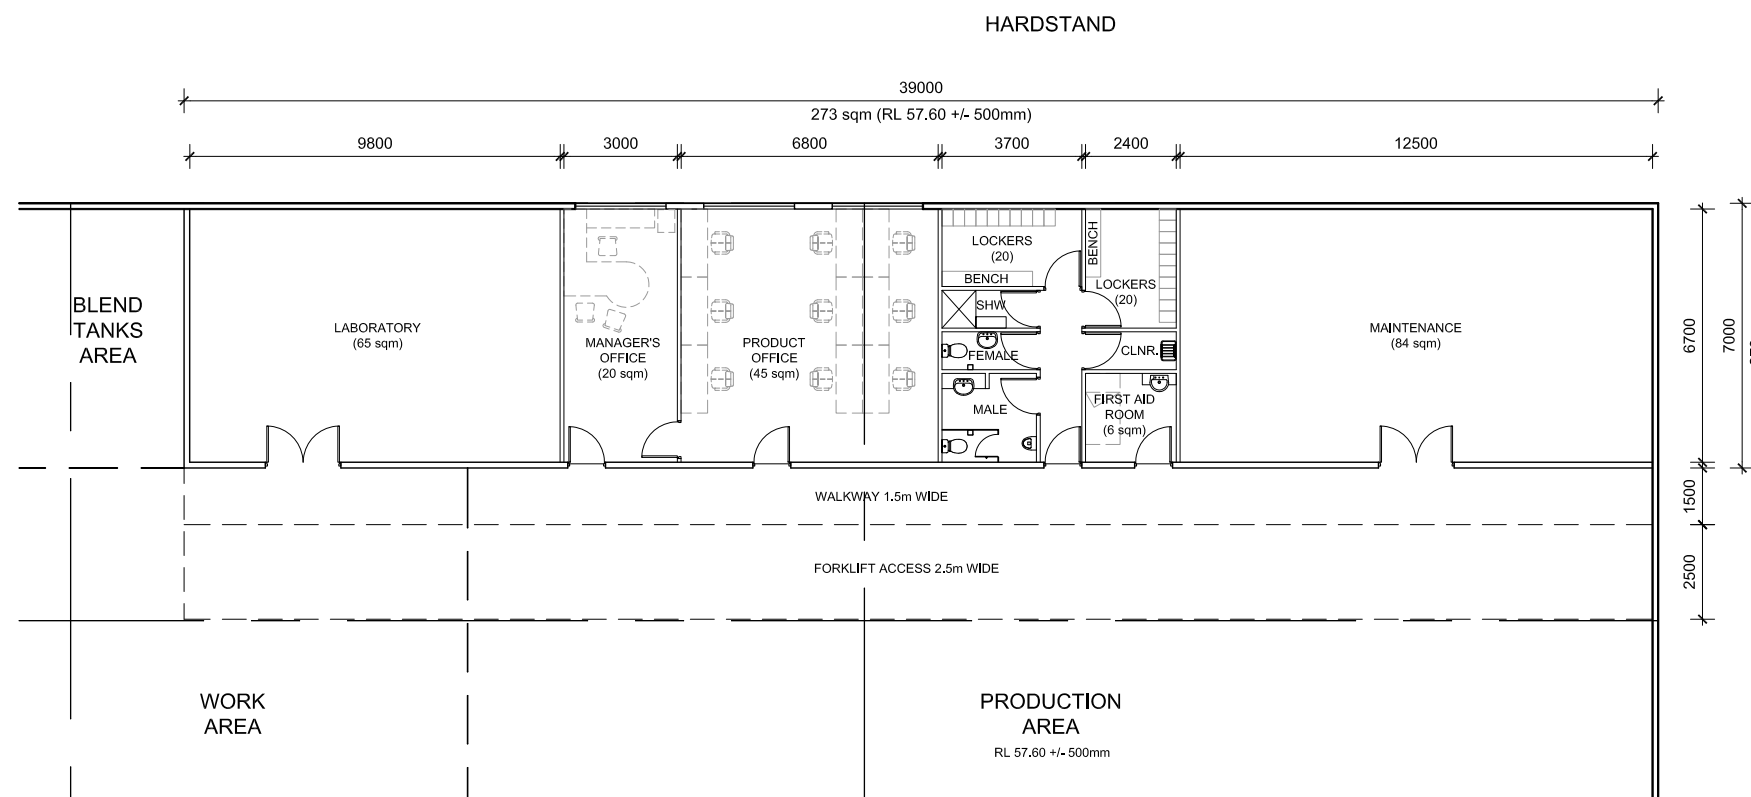 HARDSTAND
39000
273 sqm (RL 57.60 +/- 500mm)
9800
3000
6800
3700
2400
12500
LOCKERS
(20)
BENCH
BENCH
LOCKERS
(20)
SHW
BLEND
TANKS
AREA
LABORATORY
(65 sqm)
MANAGER'S
OFFICE
(20 sqm)
PRODUCT
OFFICE
(45 sqm)
FEMALE
CLNR.
MALE
FIRST AID
ROOM
(6 sqm)
MAINTENANCE
(84 sqm)
6700
7000
1500
2500
WALKWAY 1.5m WIDE
FORKLIFT ACCESS 2.5m WIDE
WORK
AREA
PRODUCTION
AREA
RL 57.60 +/- 500mm